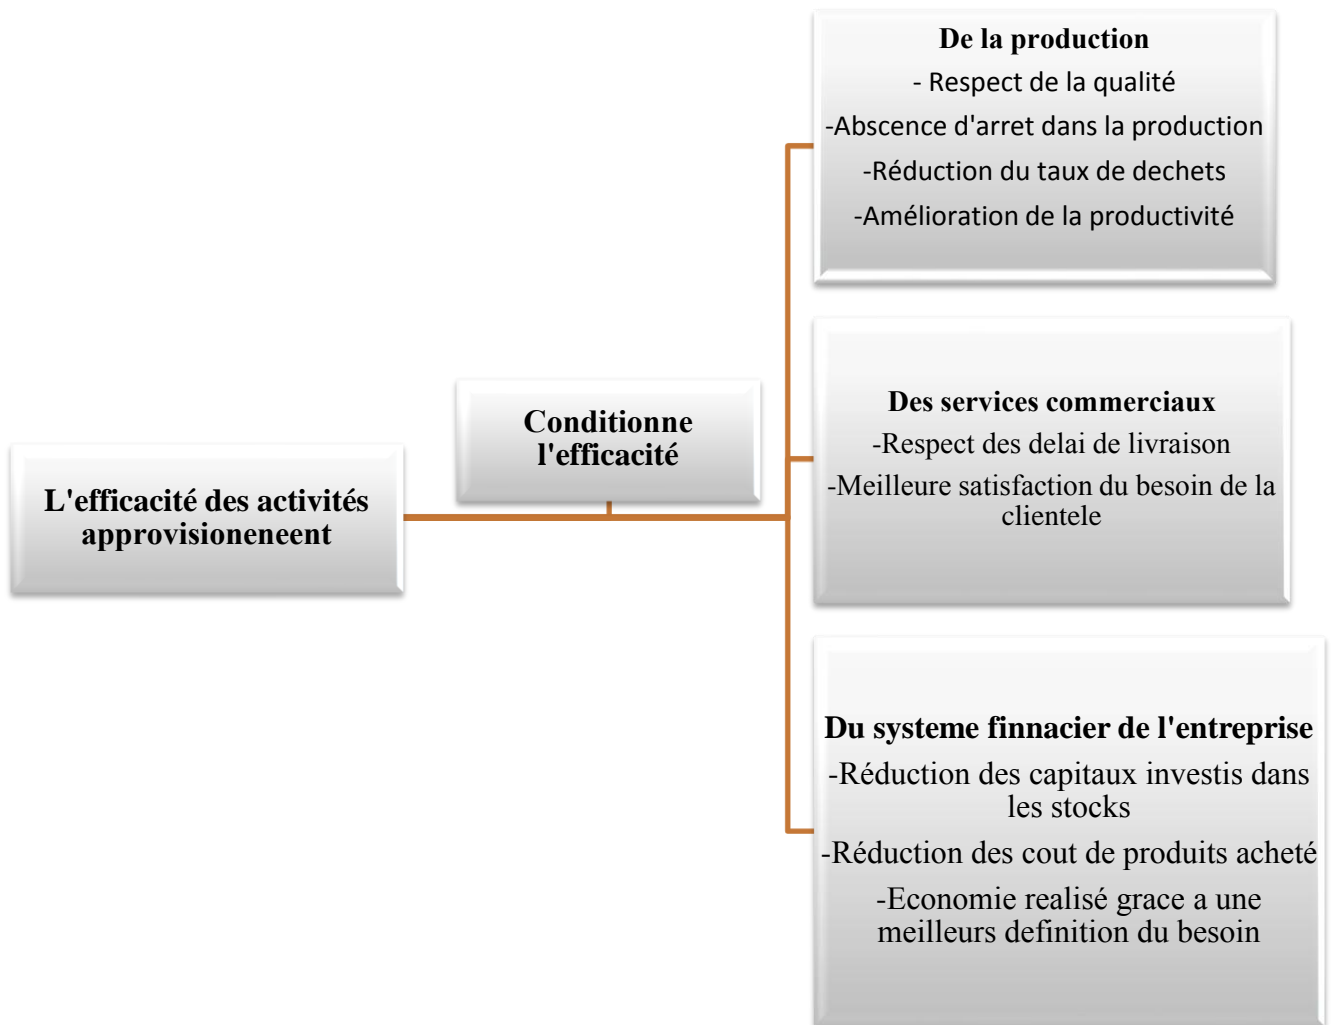 L'efficacité des activités
approvisioneneent
Conditionne
l'efficacité
De la production
- Respect de la qualité
-Abscence d'arret dans la production
-Réduction du taux de dechets
-Amélioration de la productivité
Des services commerciaux
-Respect des delai de livraison
-Meilleure satisfaction du besoin de la
clientele
Du systeme finnacier de l'entreprise
-Réduction des capitaux investis dans
les stocks
-Réduction des cout de produits acheté
-Economie realisé grace a une
meilleurs definition du besoin